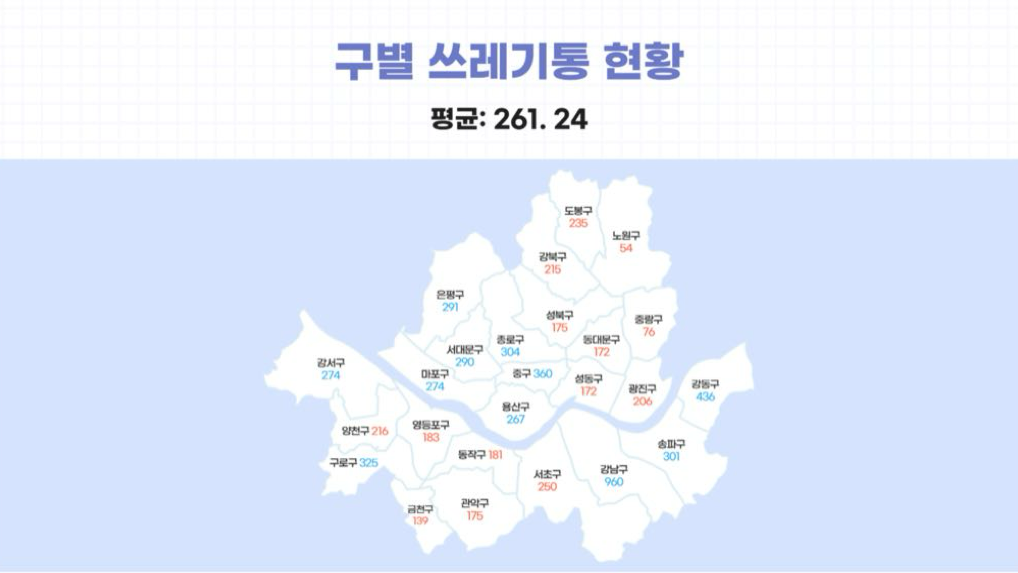 구별 쓰레기통 현황
평균: 261. 24
도봉구
235
노원구
54
강북구
215
은평구
291
성북구
175
중랑구
76
종로구
304
동대문구
172
서대문구
290
강서구
274
마포구
274
중구 360
성동구
172
광진구
206
강동구
436
용산구
267
양천구 216
영등포구
183
송파구
301
동작구 181
구로구 325
서초구
250
강남구
960
관악구
175
금천구
139